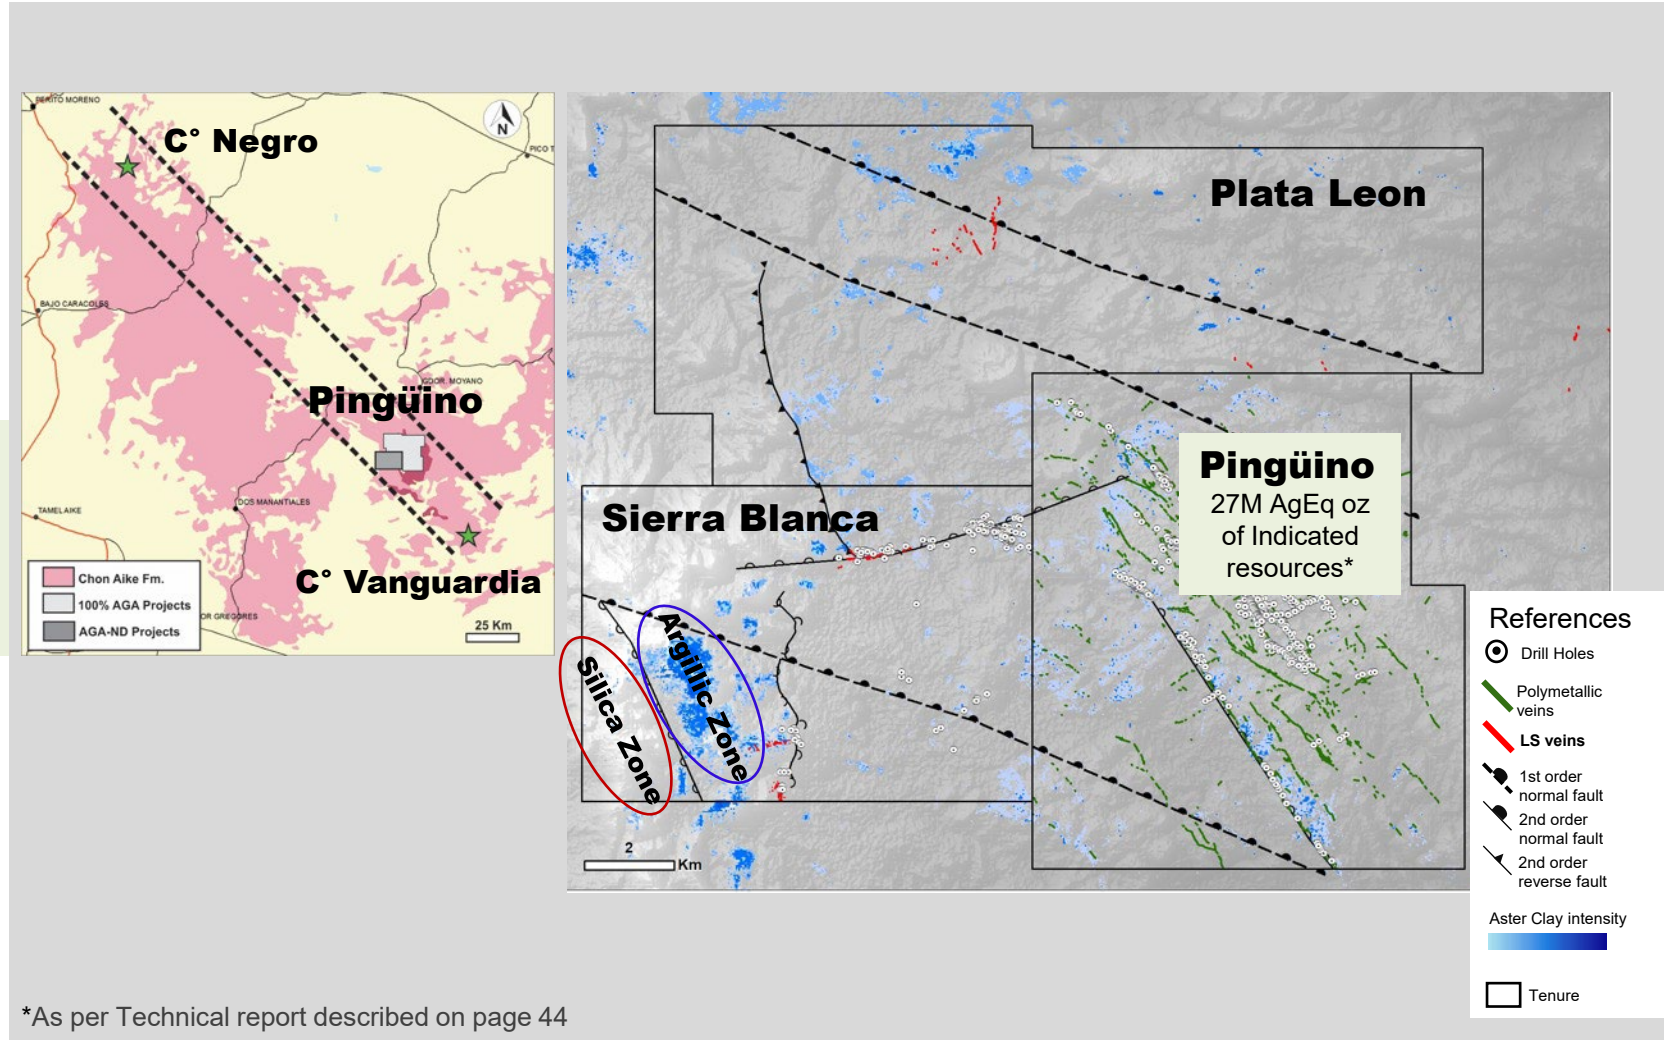 PERITO MORENO
C° Negro
N
BAJO CARACOLES
Pingüino
GDOR. MOYANO
DOS MANANTIALES
TAMEL AIKE
C° Vanguardia
OR GREGORES
Chon Aike Fm.
100% AGA Projects
AGA-ND Projects
25 Km
Plata Leon
Pingüino
27M AgEq oz
of Indicated
resources*
Sierra Blanca
Argillic Zone
Silica Zone
2
Km
References
Drill Holes
Polymetallic
veins
LS veins
1st order
normal fault
2nd order
normal fault
2nd order
reverse fault
Aster Clay intensity
Tenure
*As per Technical report described on page 44